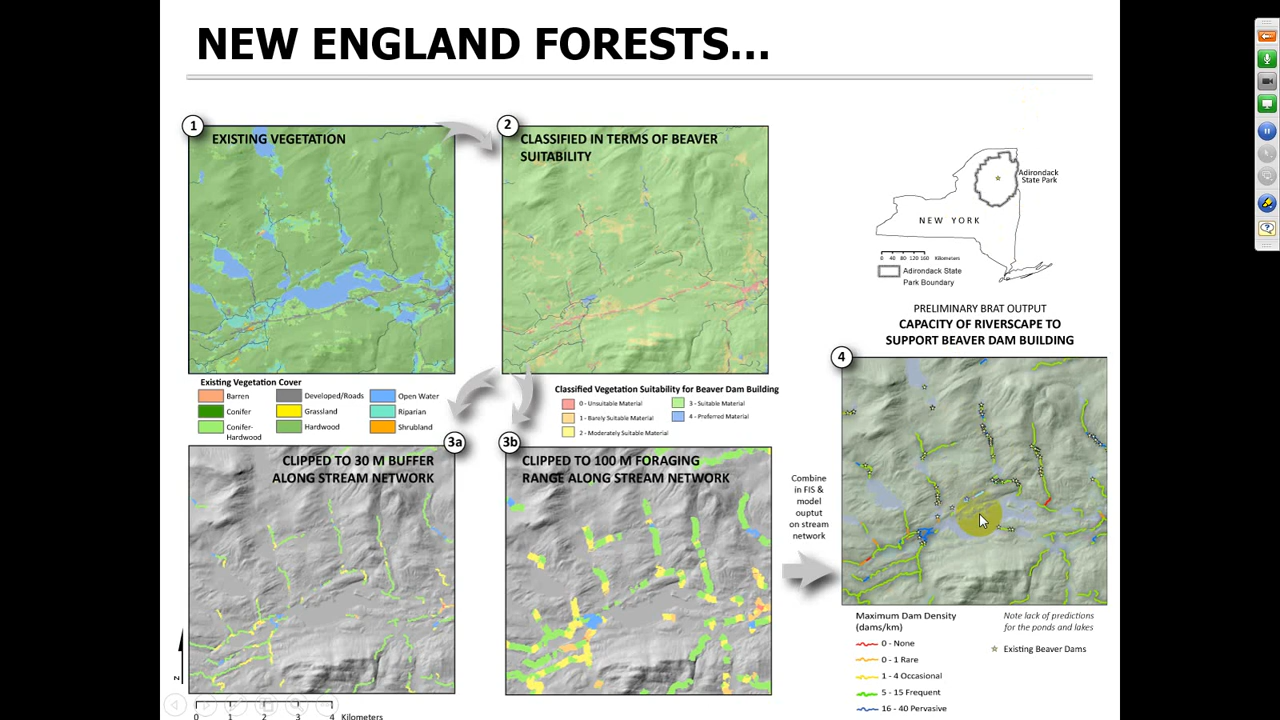 NEW ENGLAND FORESTS...
1
EXISTING VEGETATION
2
CLASSIFIED IN TERMS OF BEAVER
SUITABILITY
Adirondack
State Park
NEW YORK
0 40 80 120 160 Kilometers
Adirondack State
Park Boundary
PRELIMINARY BRAT OUTPUT
CAPACITY OF RIVERSCAPE TO
SUPPORT BEAVER DAM BUILDING
Existing Vegetation Cover
Barren
Developed/Roads
Open Water
Conifer
Grassland
Riparian
Conifer-
Hardwood
Hardwood
Shrubland
Classified Vegetation Suitability for Beaver Dam Building
0 - Unsuitable Material
3 - Suitable Material
1 - Barely Suitable Material
4 - Preferred Material
2 - Moderately Suitable Material
3a
CLIPPED TO 30 M BUFFER
ALONG STREAM NETWORK
3b
CLIPPED TO 100 M FORAGING
RANGE ALONG STREAM NETWORK
Combine
in FIS &
model
ouptut
on stream
network
4
Maximum Dam Density
(dams/km)
0 - None
0 - 1 Rare
1 - 4 Occasional
5 - 15 Frequent
16 - 40 Pervasive
Note lack of predictions
for the ponds and lakes
Existing Beaver Dams
N
0 1 2 3 4 Kilometers